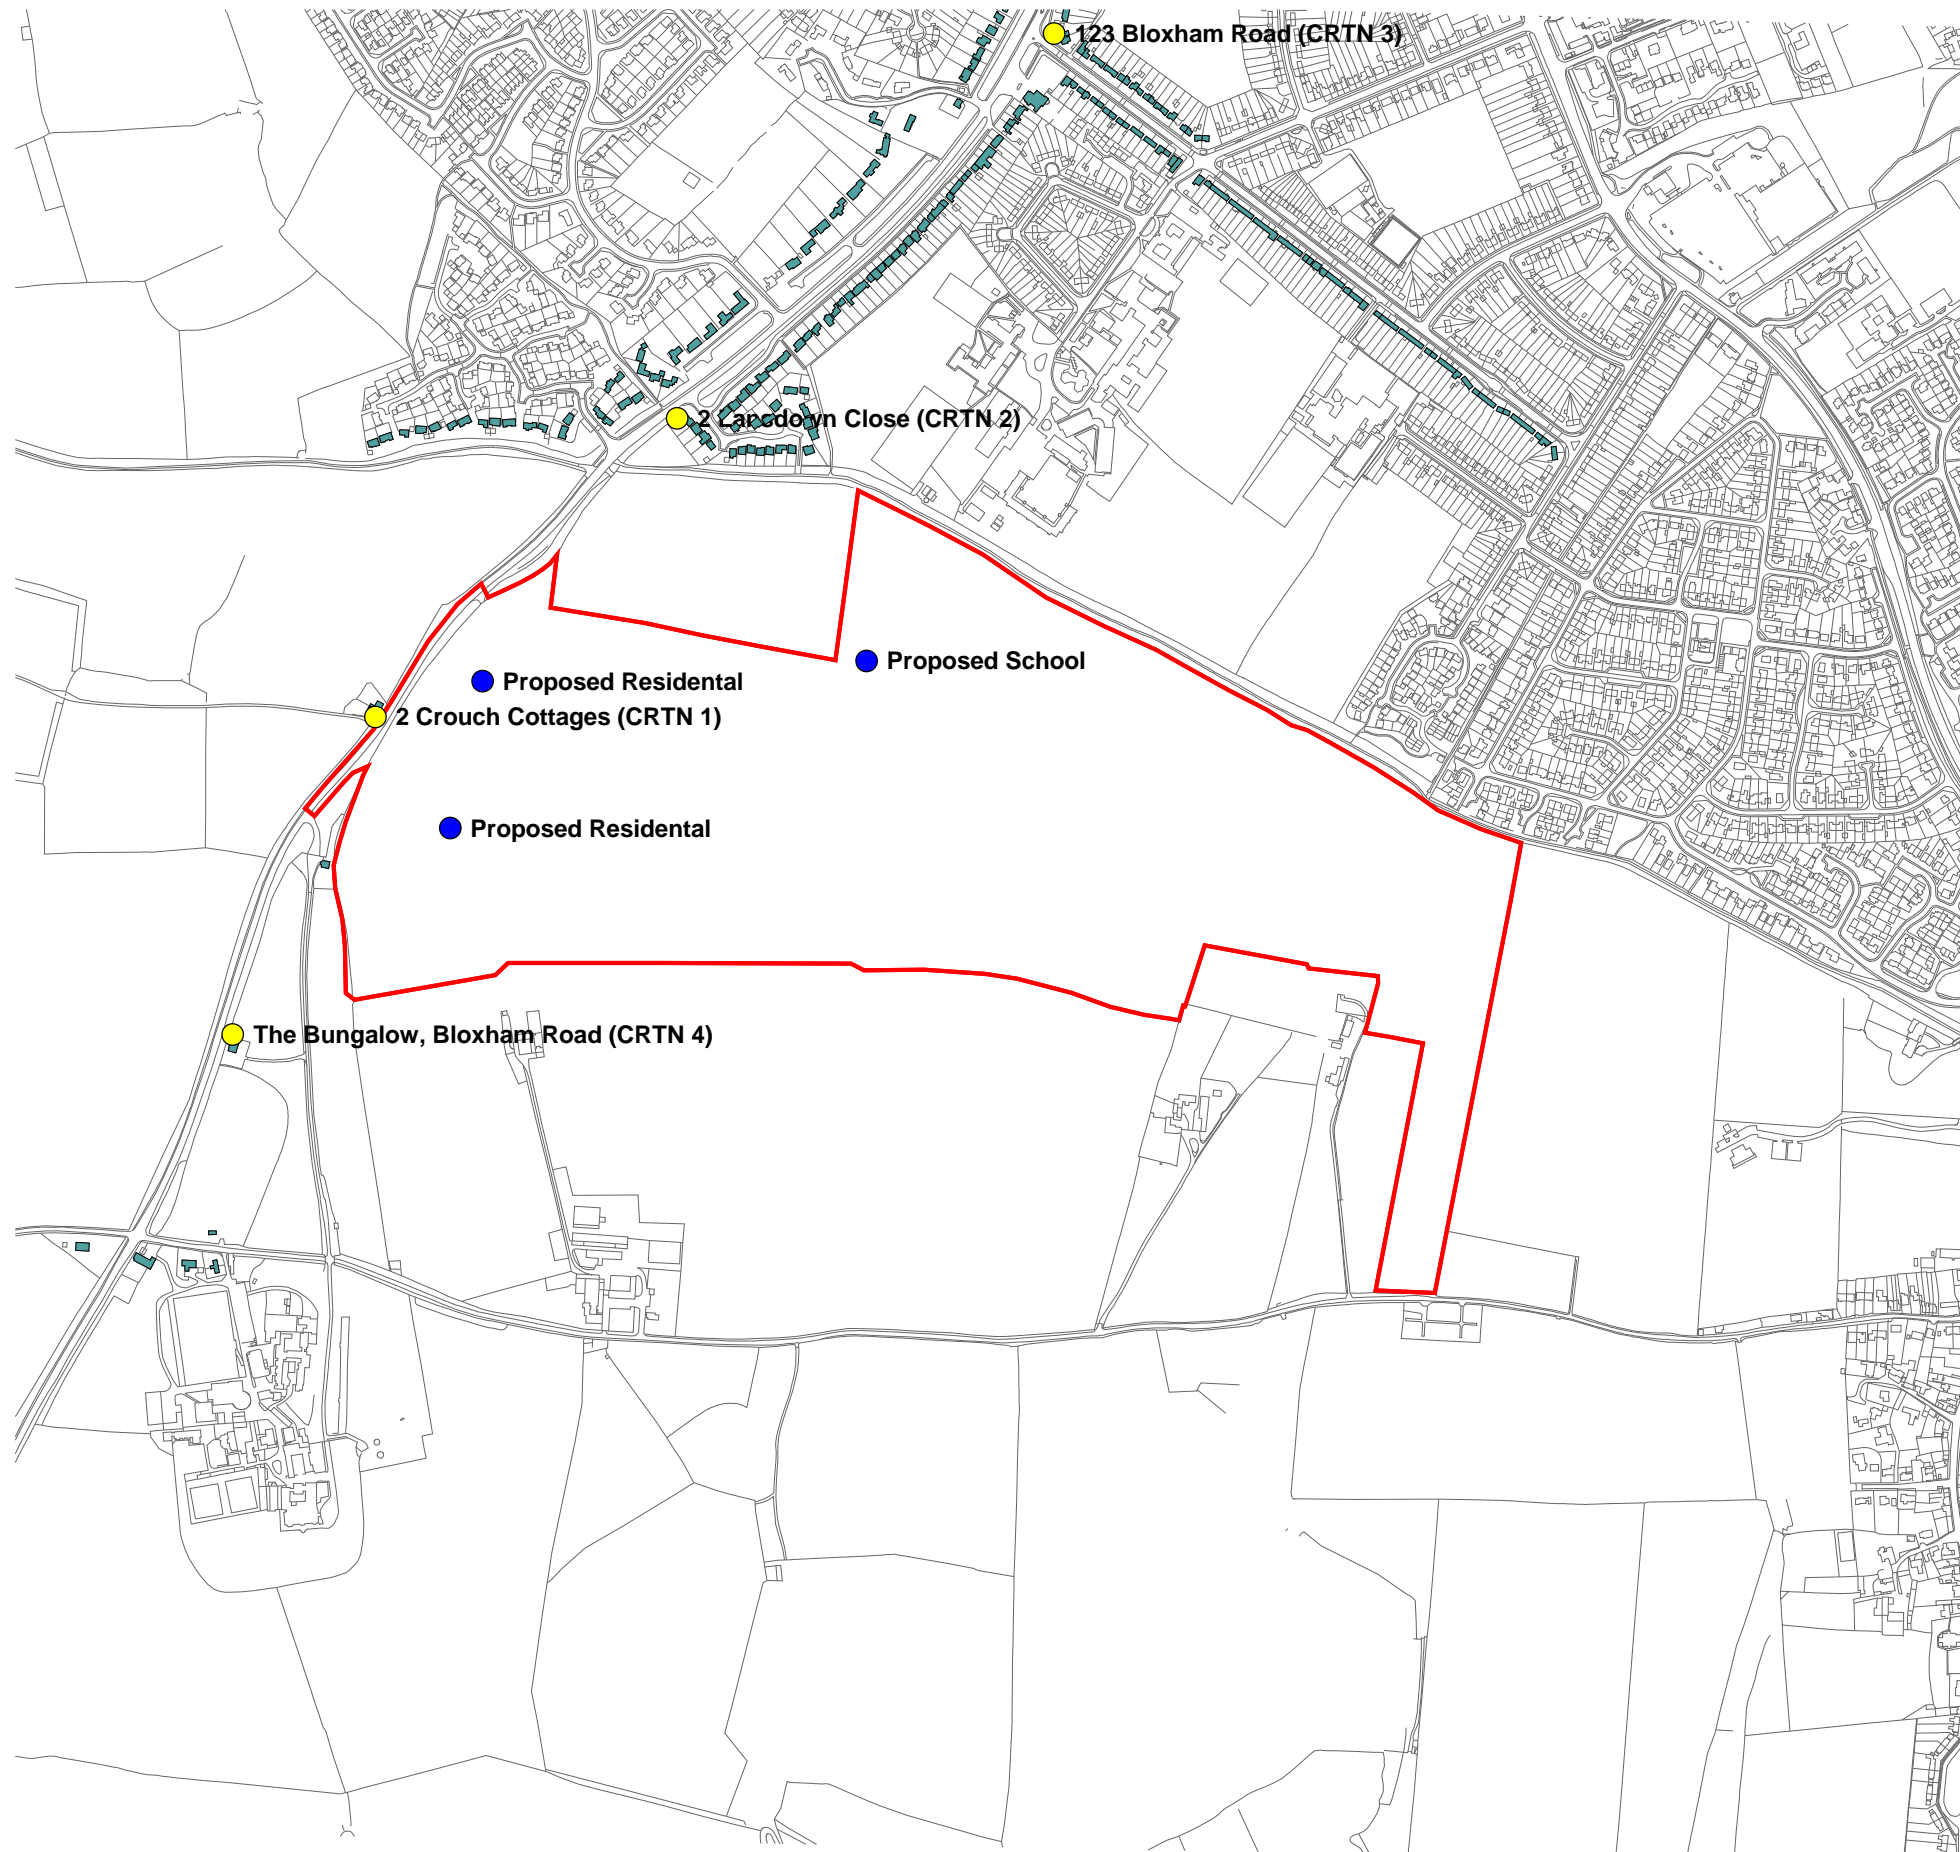 123 Bloxham Road (CRTN 3)
2 Lansdown Close (CRTN 2)
Proposed School
Proposed Residental
2 Crouch Cottages (CRTN 1)
Proposed Residental
The Bungalow, Bloxham Road (CRTN 4)